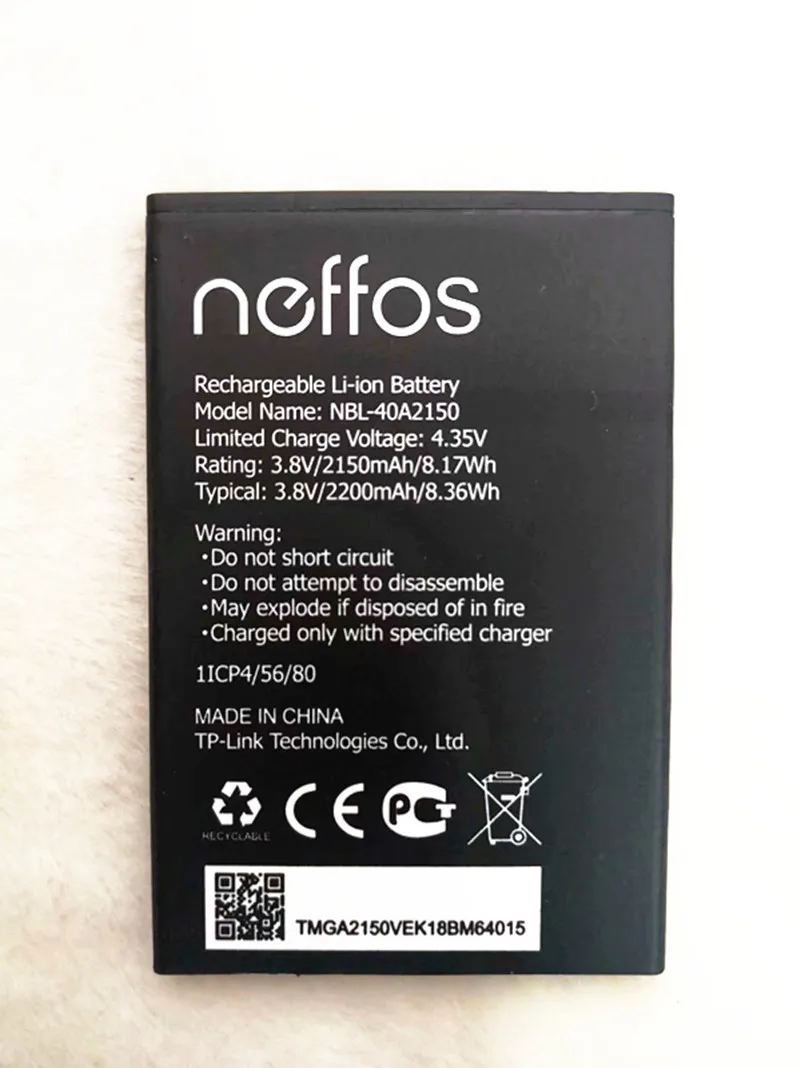 neffos
Rechargeable Li-ion Battery
Model Name: NBL-40A2150
Limited Charge Voltage: 4.35V
Rating: 3.8V/2150mAh/8.17Wh
Typical: 3.8V/2200mAh/8.36Wh
Warning:
·Do not short circuit
·Do not attempt to disassemble
·May explode if disposed of in fire
·Charged only with specified charger
1ICP4/56/80
MADE IN CHINA
TP-Link Technologies Co., Ltd.
RECYCLABLE
CE PCT
TMGA2150VEK18BM64015